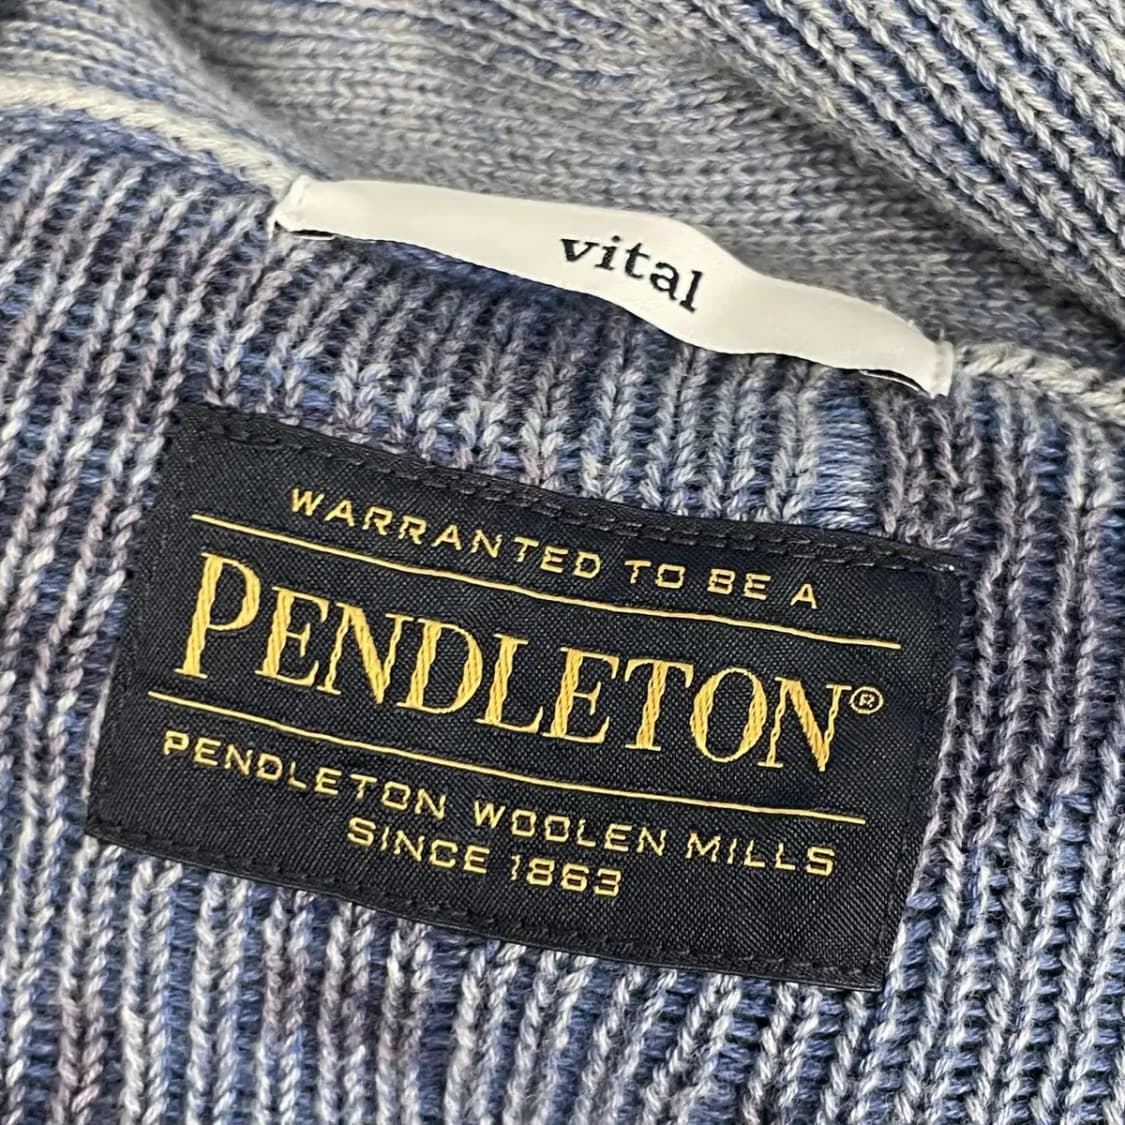 vital
WARRANTED TO BE A
PENDLETON®
PENDLETON WOOLEN MILLS
SINCE 1863